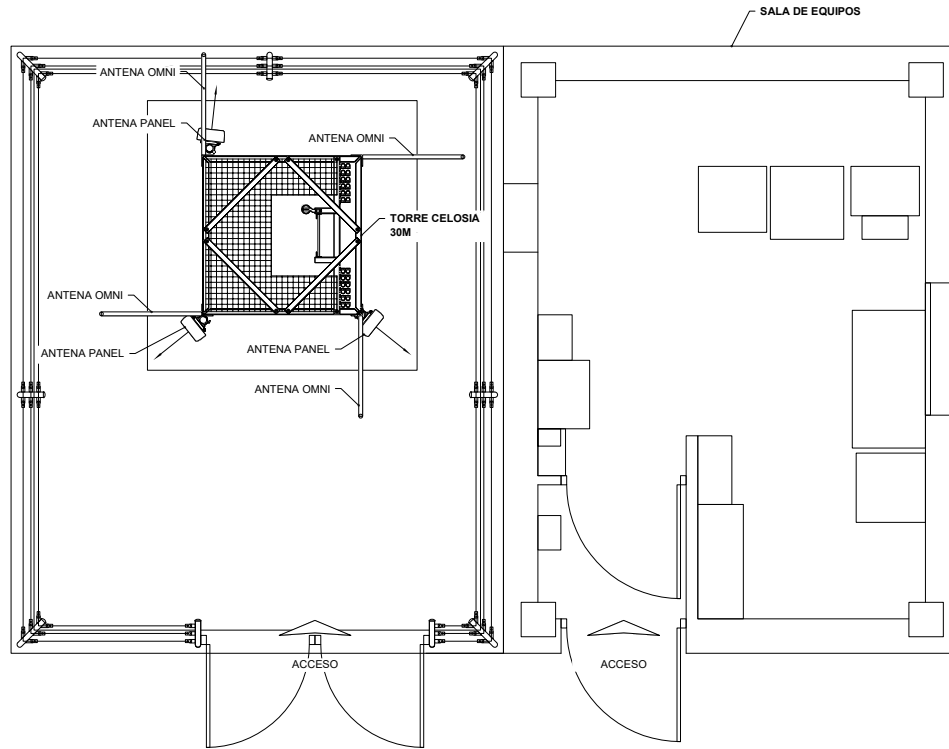 SALA DE EQUIPOS
ANTENA OMNI
ANTENA PANEL
ANTENA OMNI
TORRE CELOSIA
30M
ANTENA OMNI
ANTENA PANEL
ANTENA PANEL
ANTENA OMNI
ACCESO
ACCESO